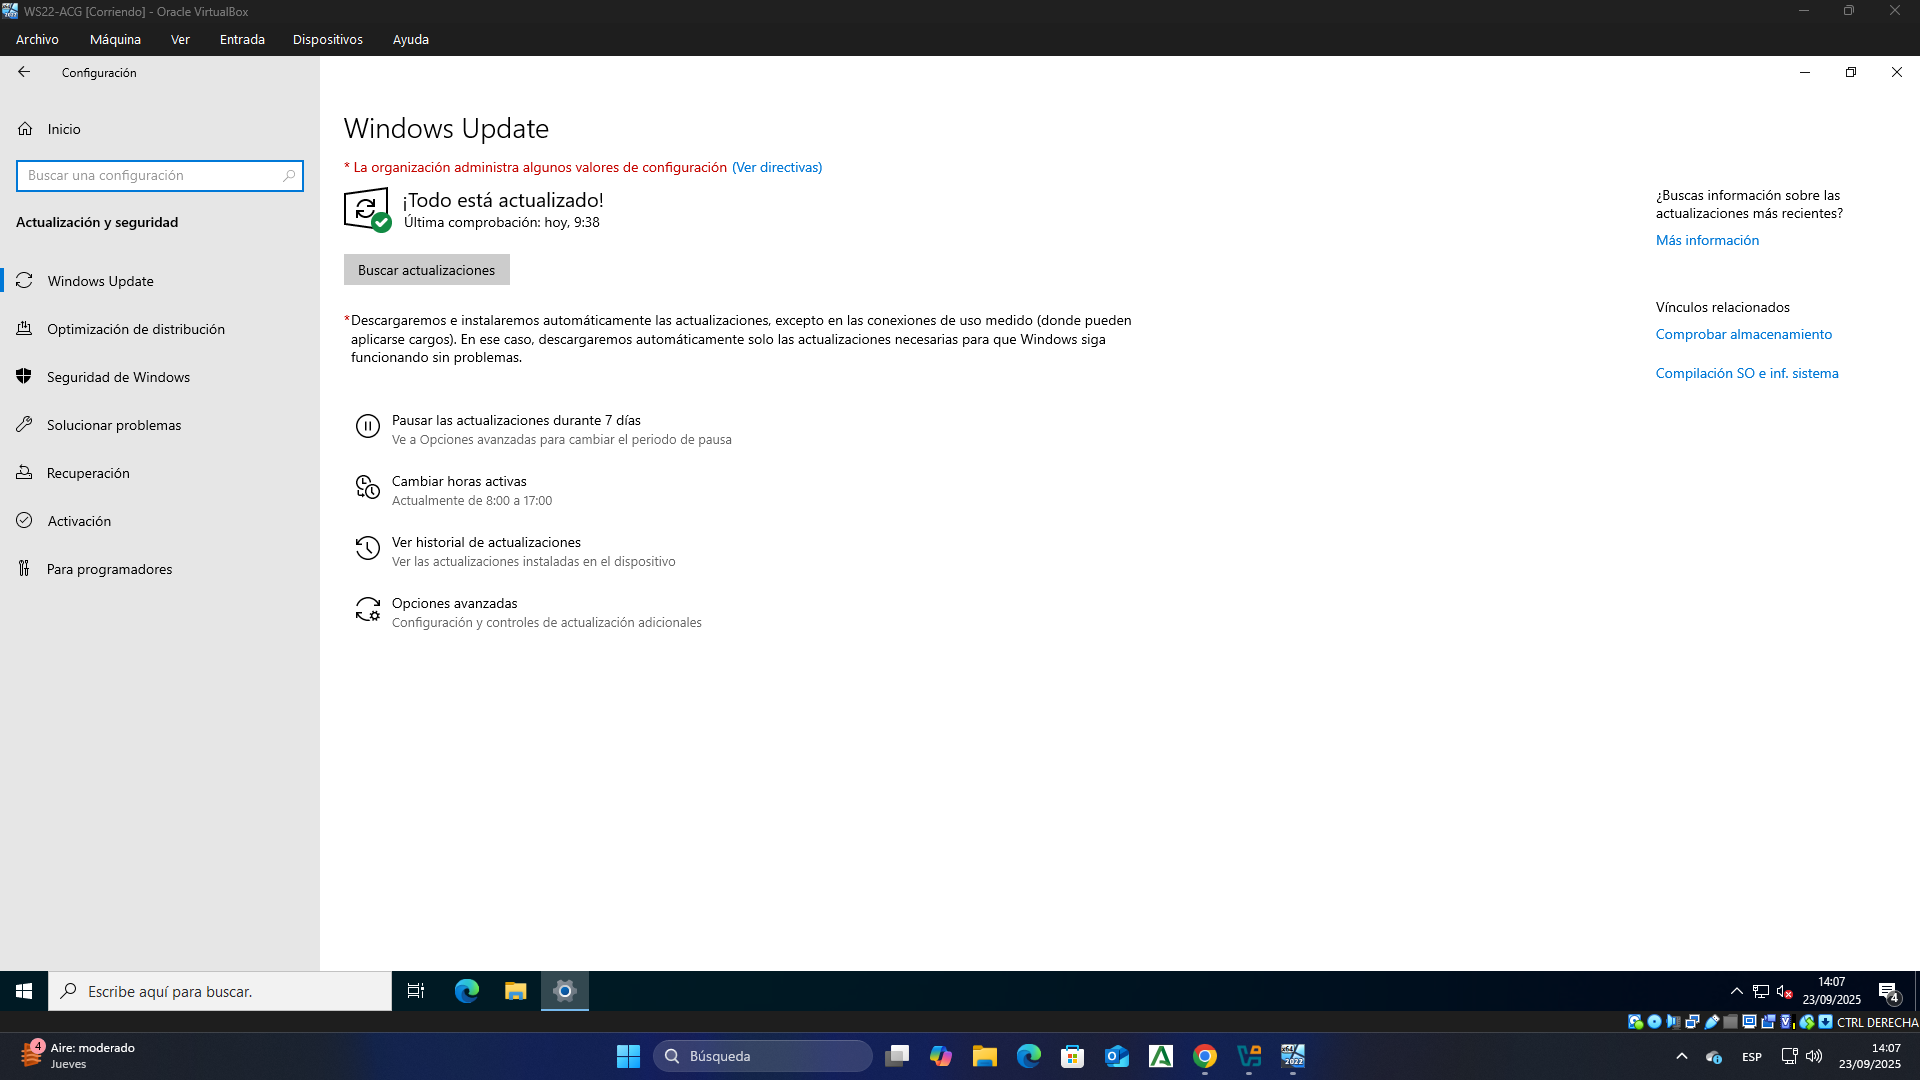 WS22-ACG [Corriendo] - Oracle VirtualBox
Archivo Máquina Ver Entrada Dispositivos Ayuda
Configuración
Inicio
Buscar una configuración
Actualización y seguridad
Windows Update
Optimización de distribución
Seguridad de Windows
Solucionar problemas
Recuperación
Activación
Para programadores
Windows Update
* La organización administra algunos valores de configuración (Ver directivas)
¡Todo está actualizado!
Última comprobación: hoy, 9:38
Buscar actualizaciones
*Descargaremos e instalaremos automáticamente las actualizaciones, excepto en las conexiones de uso medido (donde pueden
aplicarse cargos). En ese caso, descargaremos automáticamente solo las actualizaciones necesarias para que Windows siga
funcionando sin problemas.
Pausar las actualizaciones durante 7 días
Ve a Opciones avanzadas para cambiar el periodo de pausa
Cambiar horas activas
Actualmente de 8:00 a 17:00
Ver historial de actualizaciones
Ver las actualizaciones instaladas en el dispositivo
Opciones avanzadas
Configuración y controles de actualización adicionales
¿Buscas información sobre las
actualizaciones más recientes?
Más información
Vínculos relacionados
Comprobar almacenamiento
Compilación SO e inf. sistema
Escribe aquí para buscar.
14:07
23/09/2025
4
CTRL DERECHA
4
Aire: moderado
Jueves
Búsqueda
ESP
14:07
23/09/2025